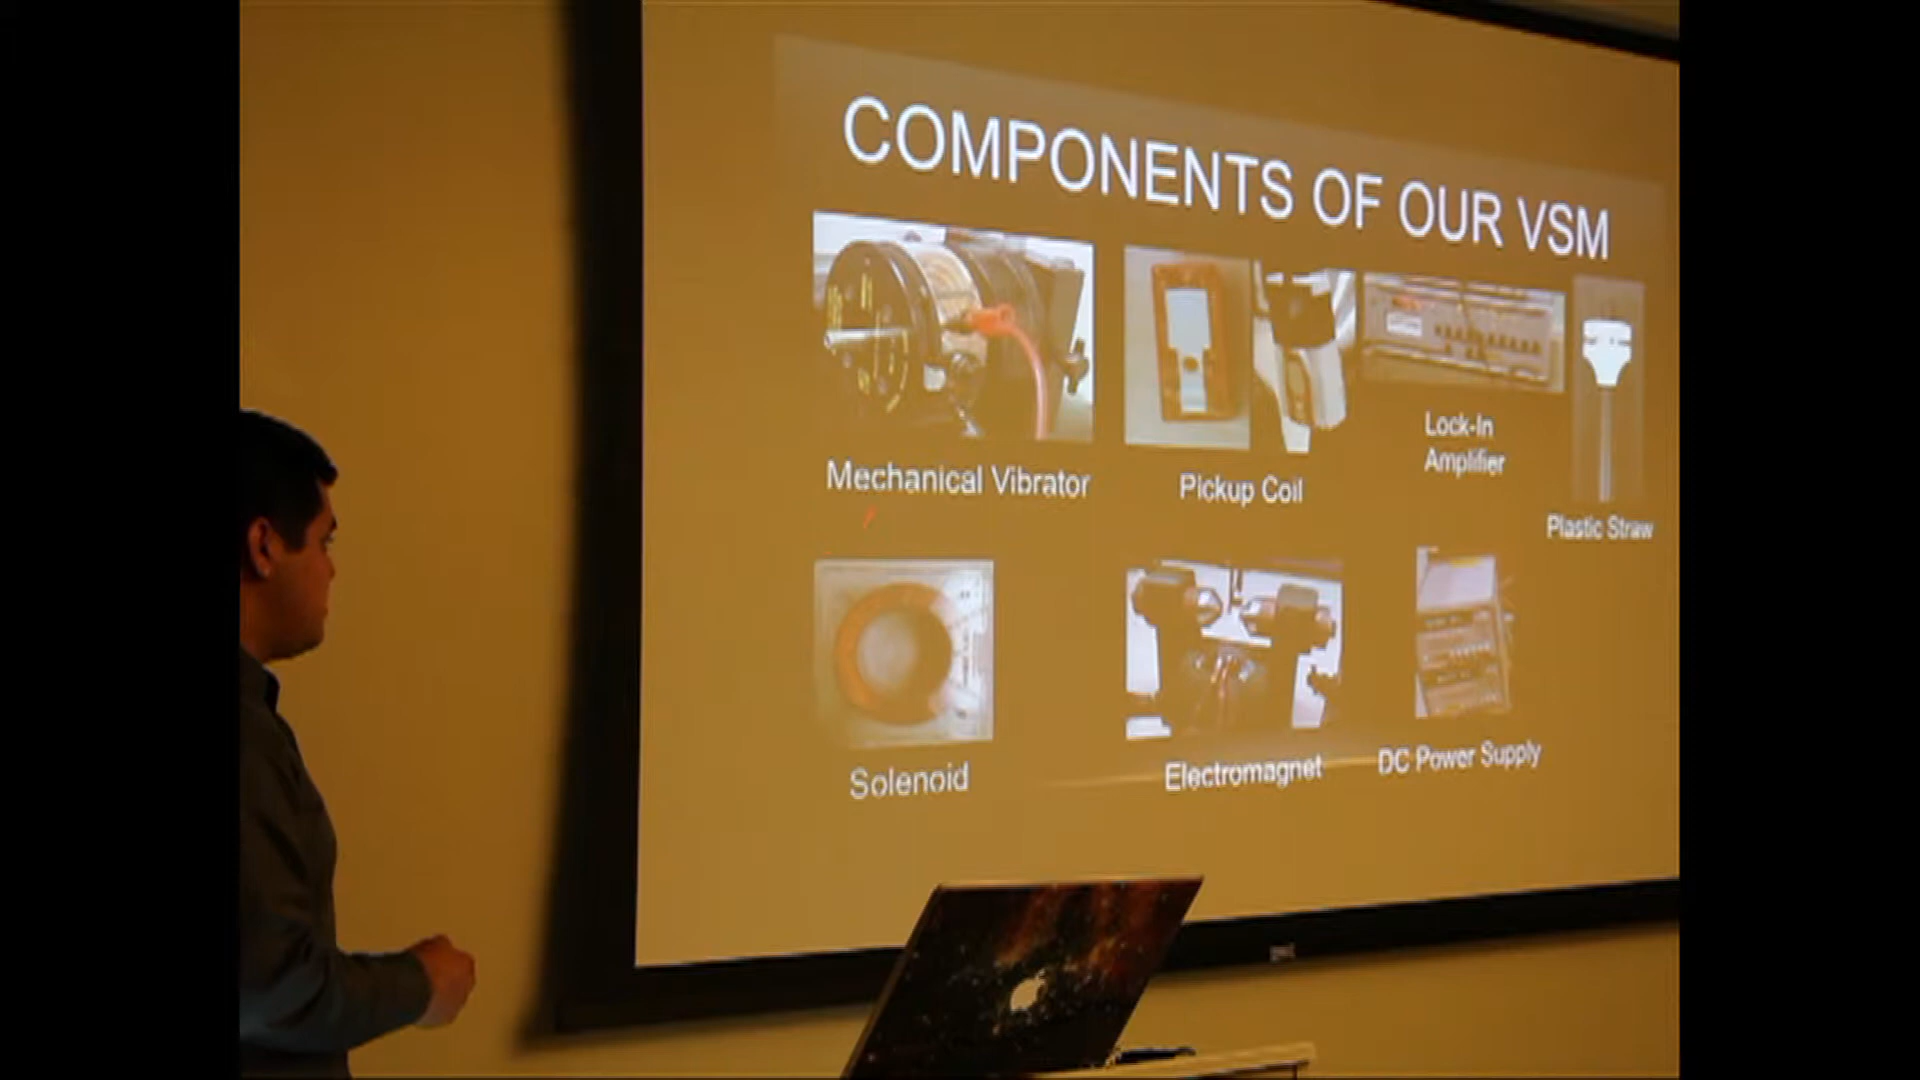 COMPONENTS OF OUR VSM
Mechanical Vibrator
Pickup Coil
Lock-In
Amplifier
Plastic Straw
Solenoid
Electromagnet
DC Power Supply